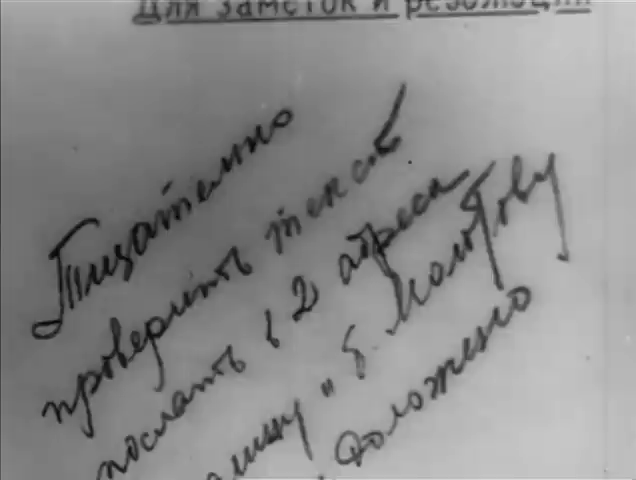 Для заметок и резолюций
Тщательно
проверить текст
послать в 2 адреса
т. Молотову
Доложено